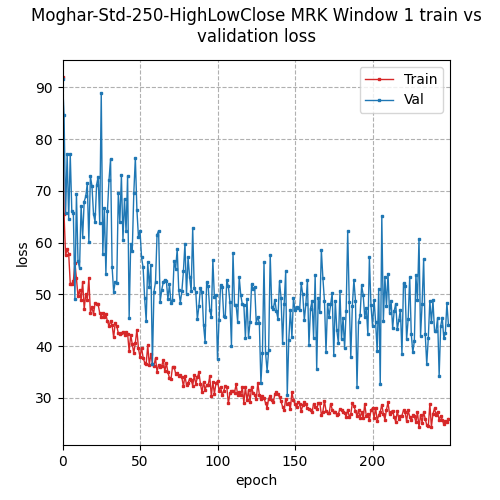 Moghar-Std-250-HighLowClose MRK Window 1 train vs
validation loss
Train
Val
90
80
70
60
50
40
30
loss
0
50
100
150
200
epoch